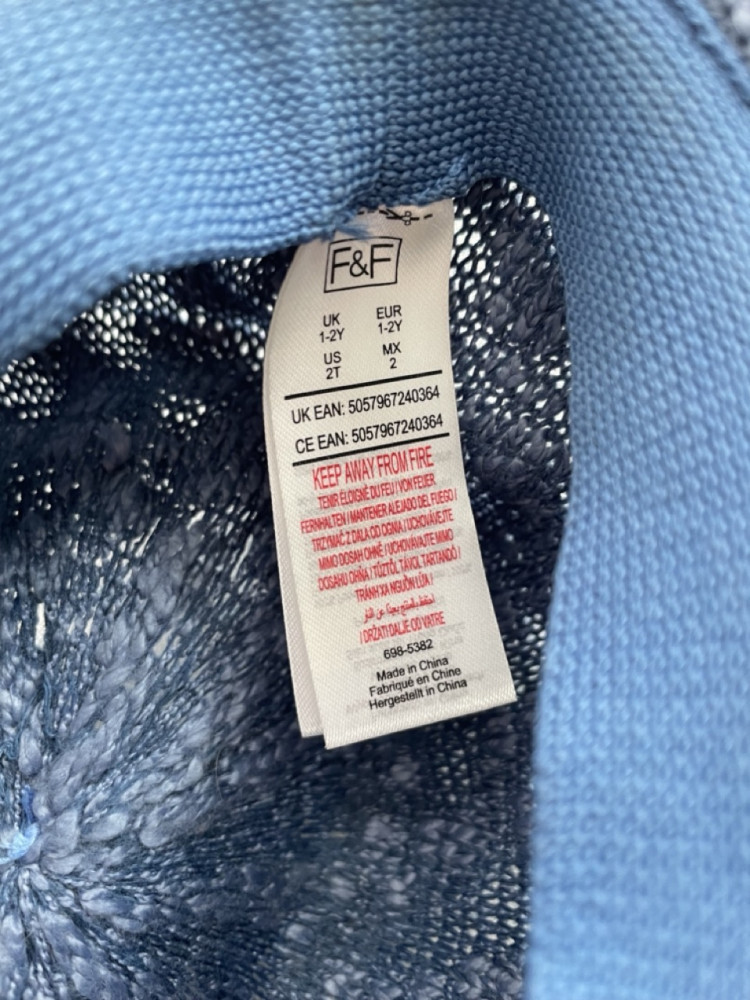 F&F
UK EUR
1-2Y 1-2Y
US MX
2T 2
UK EAN: 5057967240364
CE EAN: 5057967240364
KEEP AWAY FROM FIRE
TENIR ÉLOIGNÉ DU FEU / VON FEUER
FERNHALTEN / MANTENER ALEJADO DEL FUEGO /
TRZYMAĆ Z DALA OD OGNIA / UCHOVÁVEJTE
MIMO DOSAH OHNĚ / UCHOVÁVAJTE MIMO
DOSAHU OHŇA / TŰZTŐL TÁVOL TARTANDÓ /
TRÁNH XA NGUỒN LỬA /
عن النار
/ DRŽATI DALJE OD VATRE
698-5382
Made in China
Fabriqué en Chine
Hergestellt in China